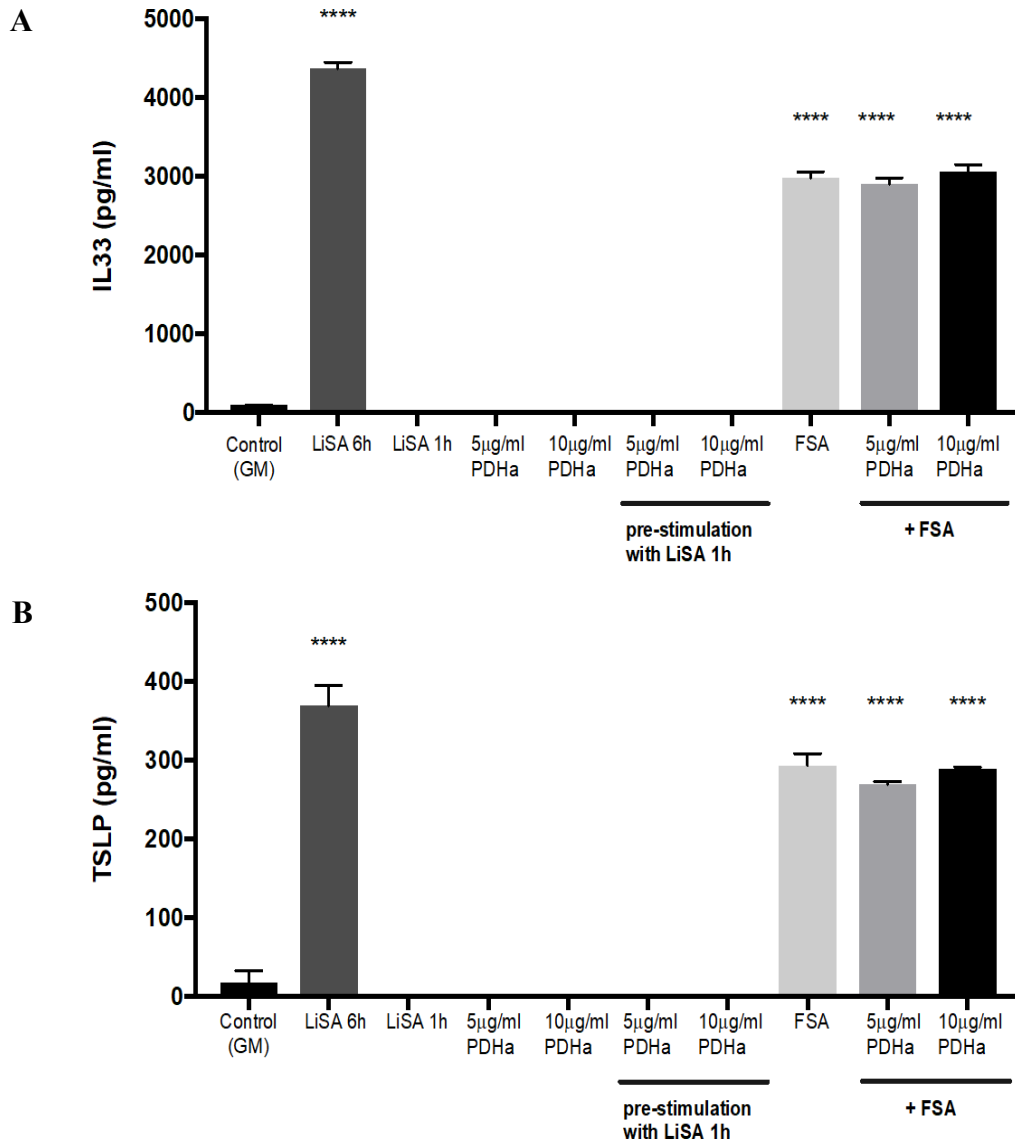 A
IL33 (pg/ml)
5000
4000
3000
2000
1000
0
****
**** **** ****
Control
(GM)
LiSA 6h
LiSA 1h
5µg/ml
PDHa
10µg/ml
PDHa
5µg/ml
PDHa
10µg/ml
PDHa
FSA
5µg/ml
PDHa
10µg/ml
PDHa
pre-stimulation
with LiSA 1h
+ FSA
B
TSLP (pg/ml)
500
400
300
200
100
0
****
**** **** ****
Control
(GM)
LiSA 6h
LiSA 1h
5µg/ml
PDHa
10µg/ml
PDHa
5µg/ml
PDHa
10µg/ml
PDHa
FSA
5µg/ml
PDHa
10µg/ml
PDHa
pre-stimulation
with LiSA 1h
+ FSA